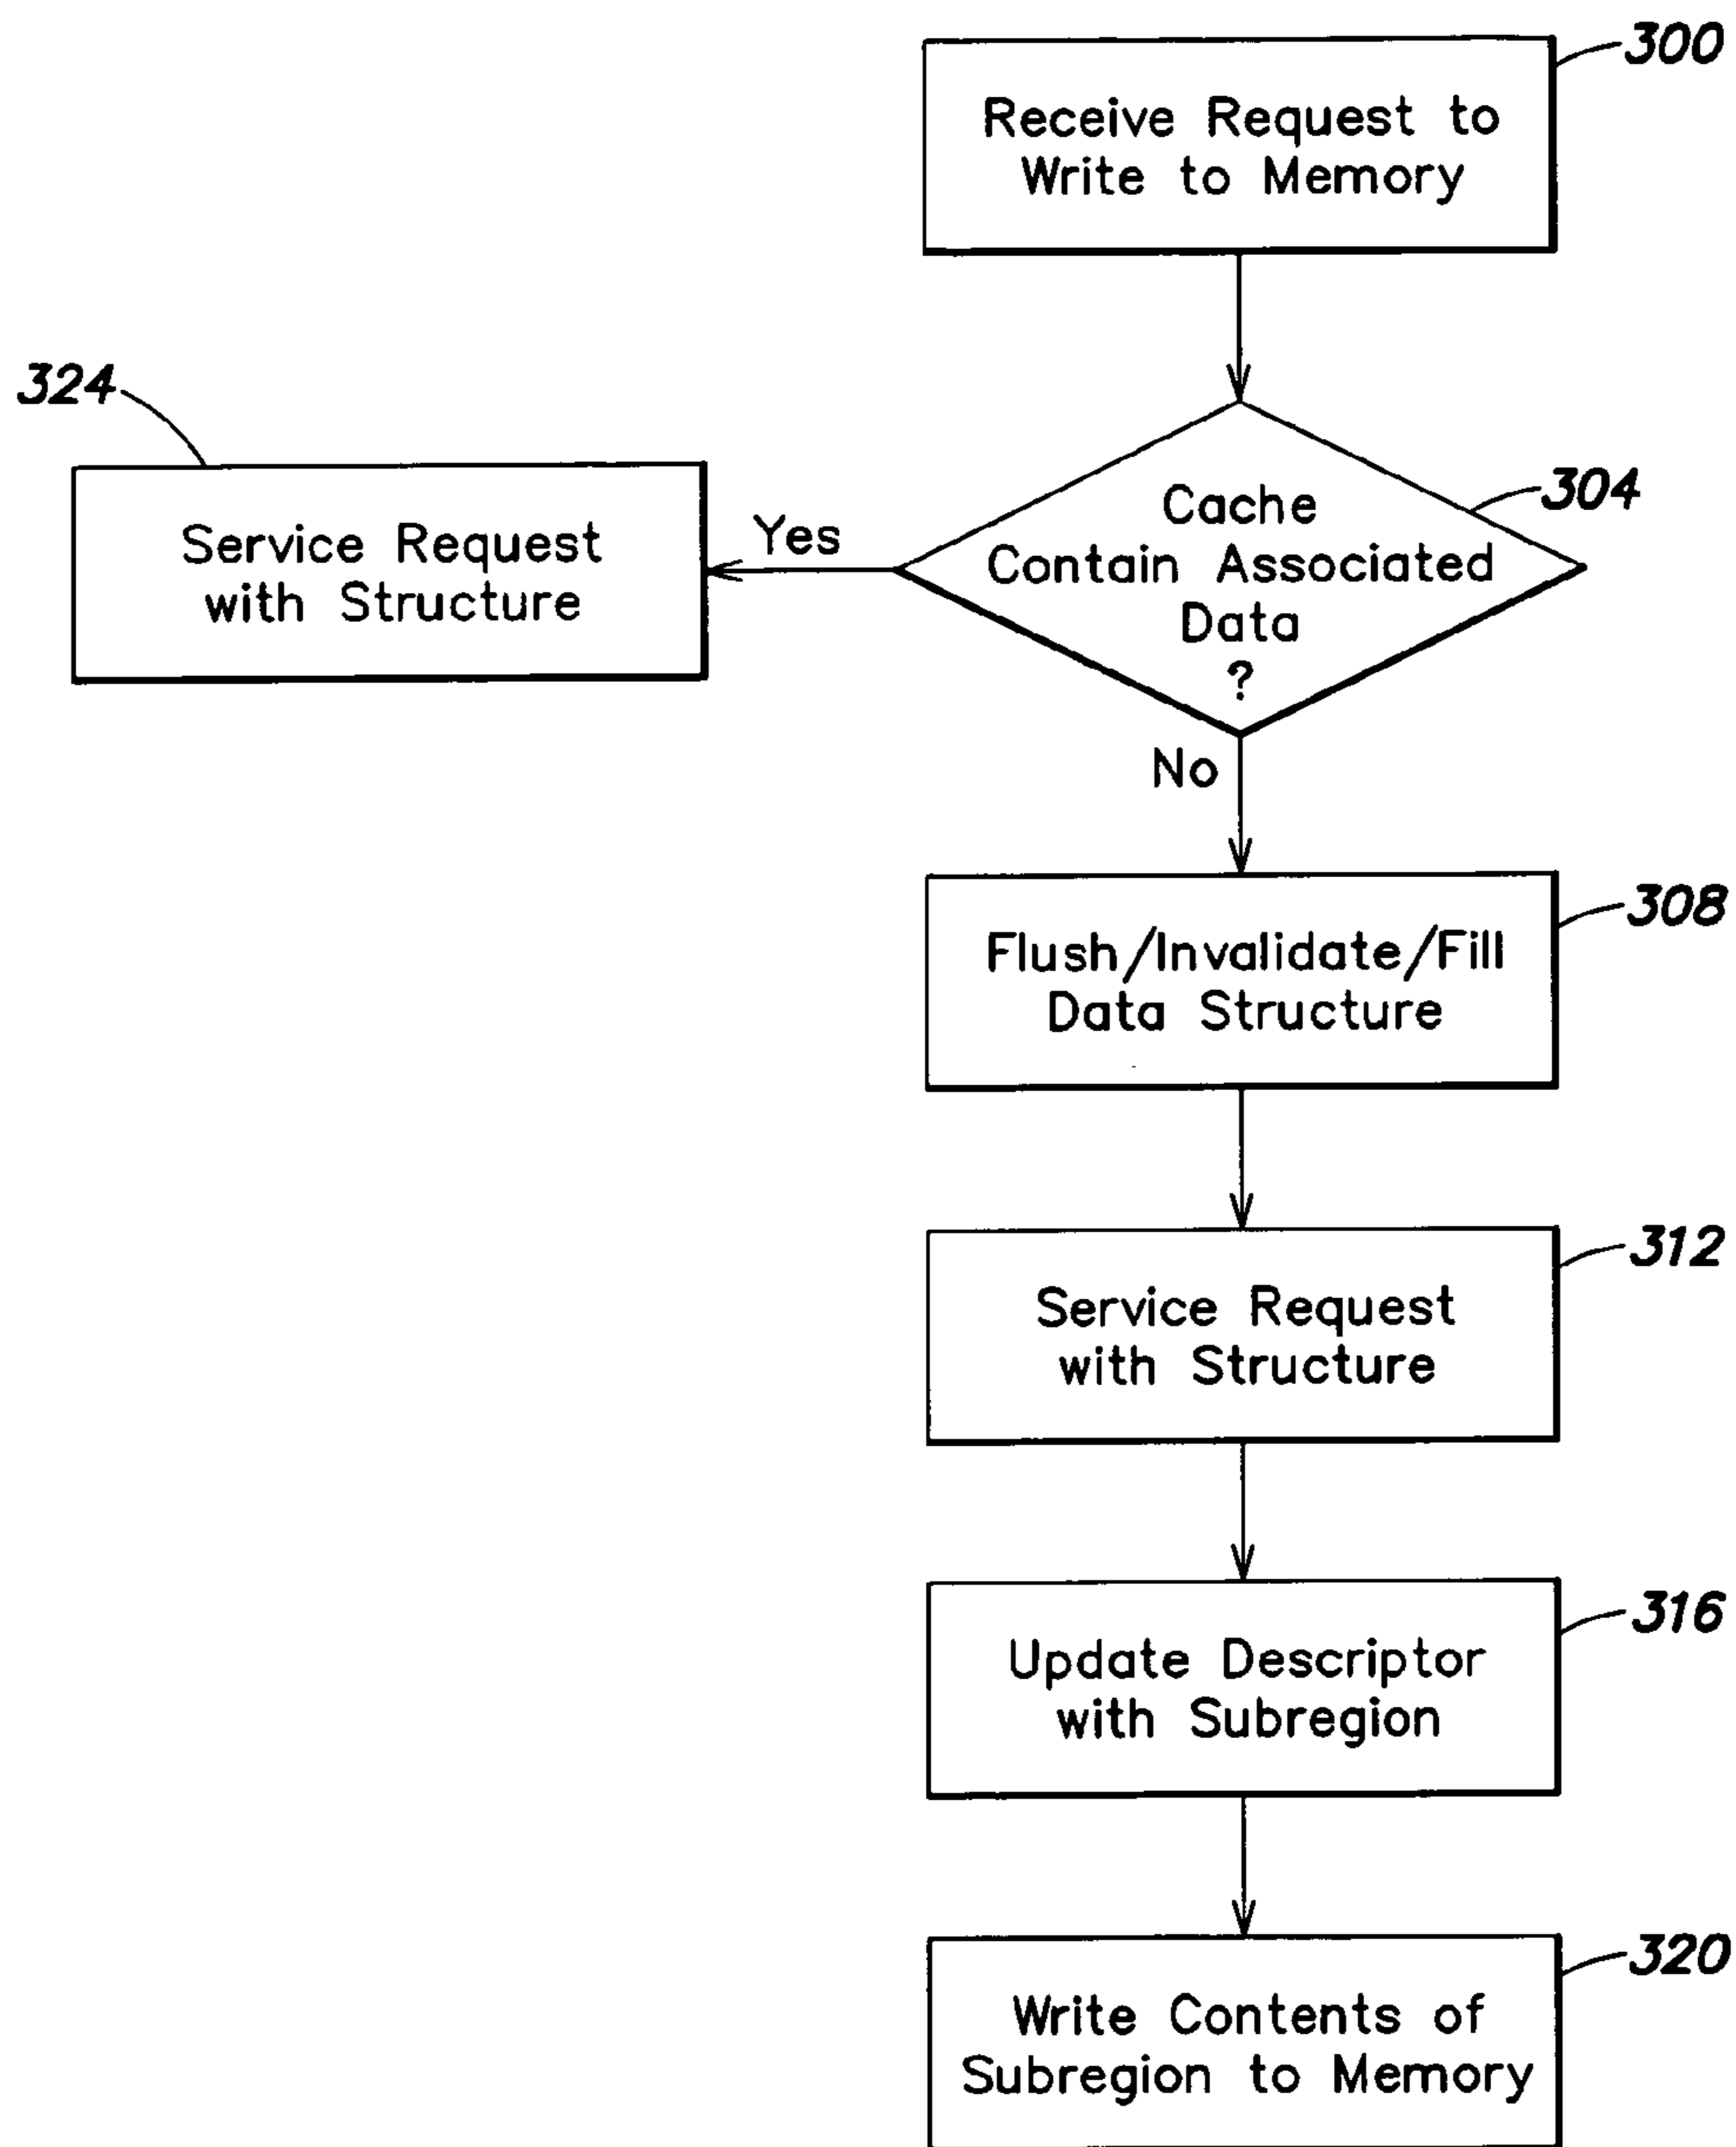 300
Receive Request to
Write to Memory
324
304
Service Request
with Structure
Yes
Cache
Contain Associated
Data
?
No
308
Flush/Invalidate/Fill
Data Structure
312
Service Request
with Structure
316
Update Descriptor
with Subregion
320
Write Contents of
Subregion to Memory